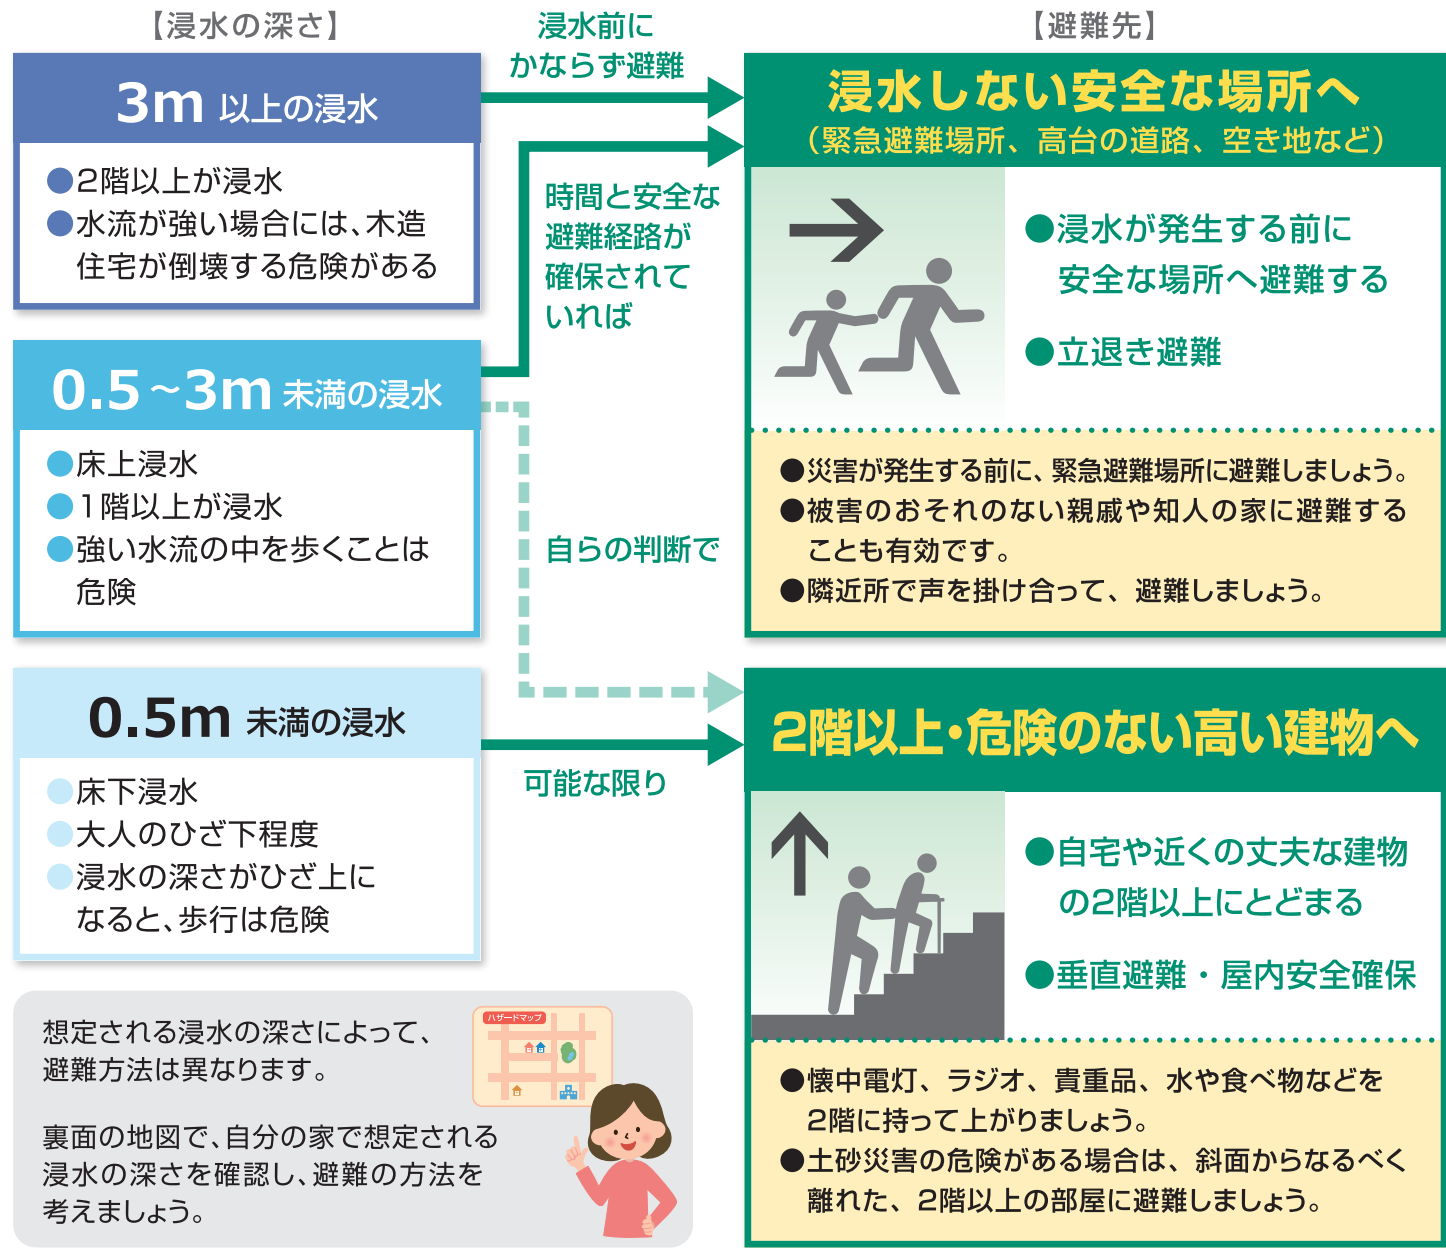 【浸水の深さ】
3m 以上の浸水
●2階以上が浸水
●水流が強い場合には、木造
住宅が倒壊する危険がある
0.5～3m 未満の浸水
●床上浸水
●1階以上が浸水
●強い水流の中を歩くことは
危険
0.5m 未満の浸水
●床下浸水
●大人のひざ下程度
●浸水の深さがひざ上に
なると、歩行は危険
浸水前に
かならず避難
時間と安全な
避難経路が
確保されて
いれば
自らの判断で
可能な限り
【避難先】
浸水しない安全な場所へ
（緊急避難場所、高台の道路、空き地など）
●浸水が発生する前に
安全な場所へ避難する
●立退き避難
●災害が発生する前に、緊急避難場所に避難しましょう。
●被害のおそれのない親戚や知人の家に避難する
ことも有効です。
●隣近所で声を掛け合って、避難しましょう。
2階以上・危険のない高い建物へ
●自宅や近くの丈夫な建物
の2階以上にとどまる
●垂直避難・屋内安全確保
●懐中電灯、ラジオ、貴重品、水や食べ物などを
2階に持って上がりましょう。
●土砂災害の危険がある場合は、斜面からなるべく
離れた、2階以上の部屋に避難しましょう。
想定される浸水の深さによって、
避難方法は異なります。
裏面の地図で、自分の家で想定される
浸水の深さを確認し、避難の方法を
考えましょう。
ハザードマップ